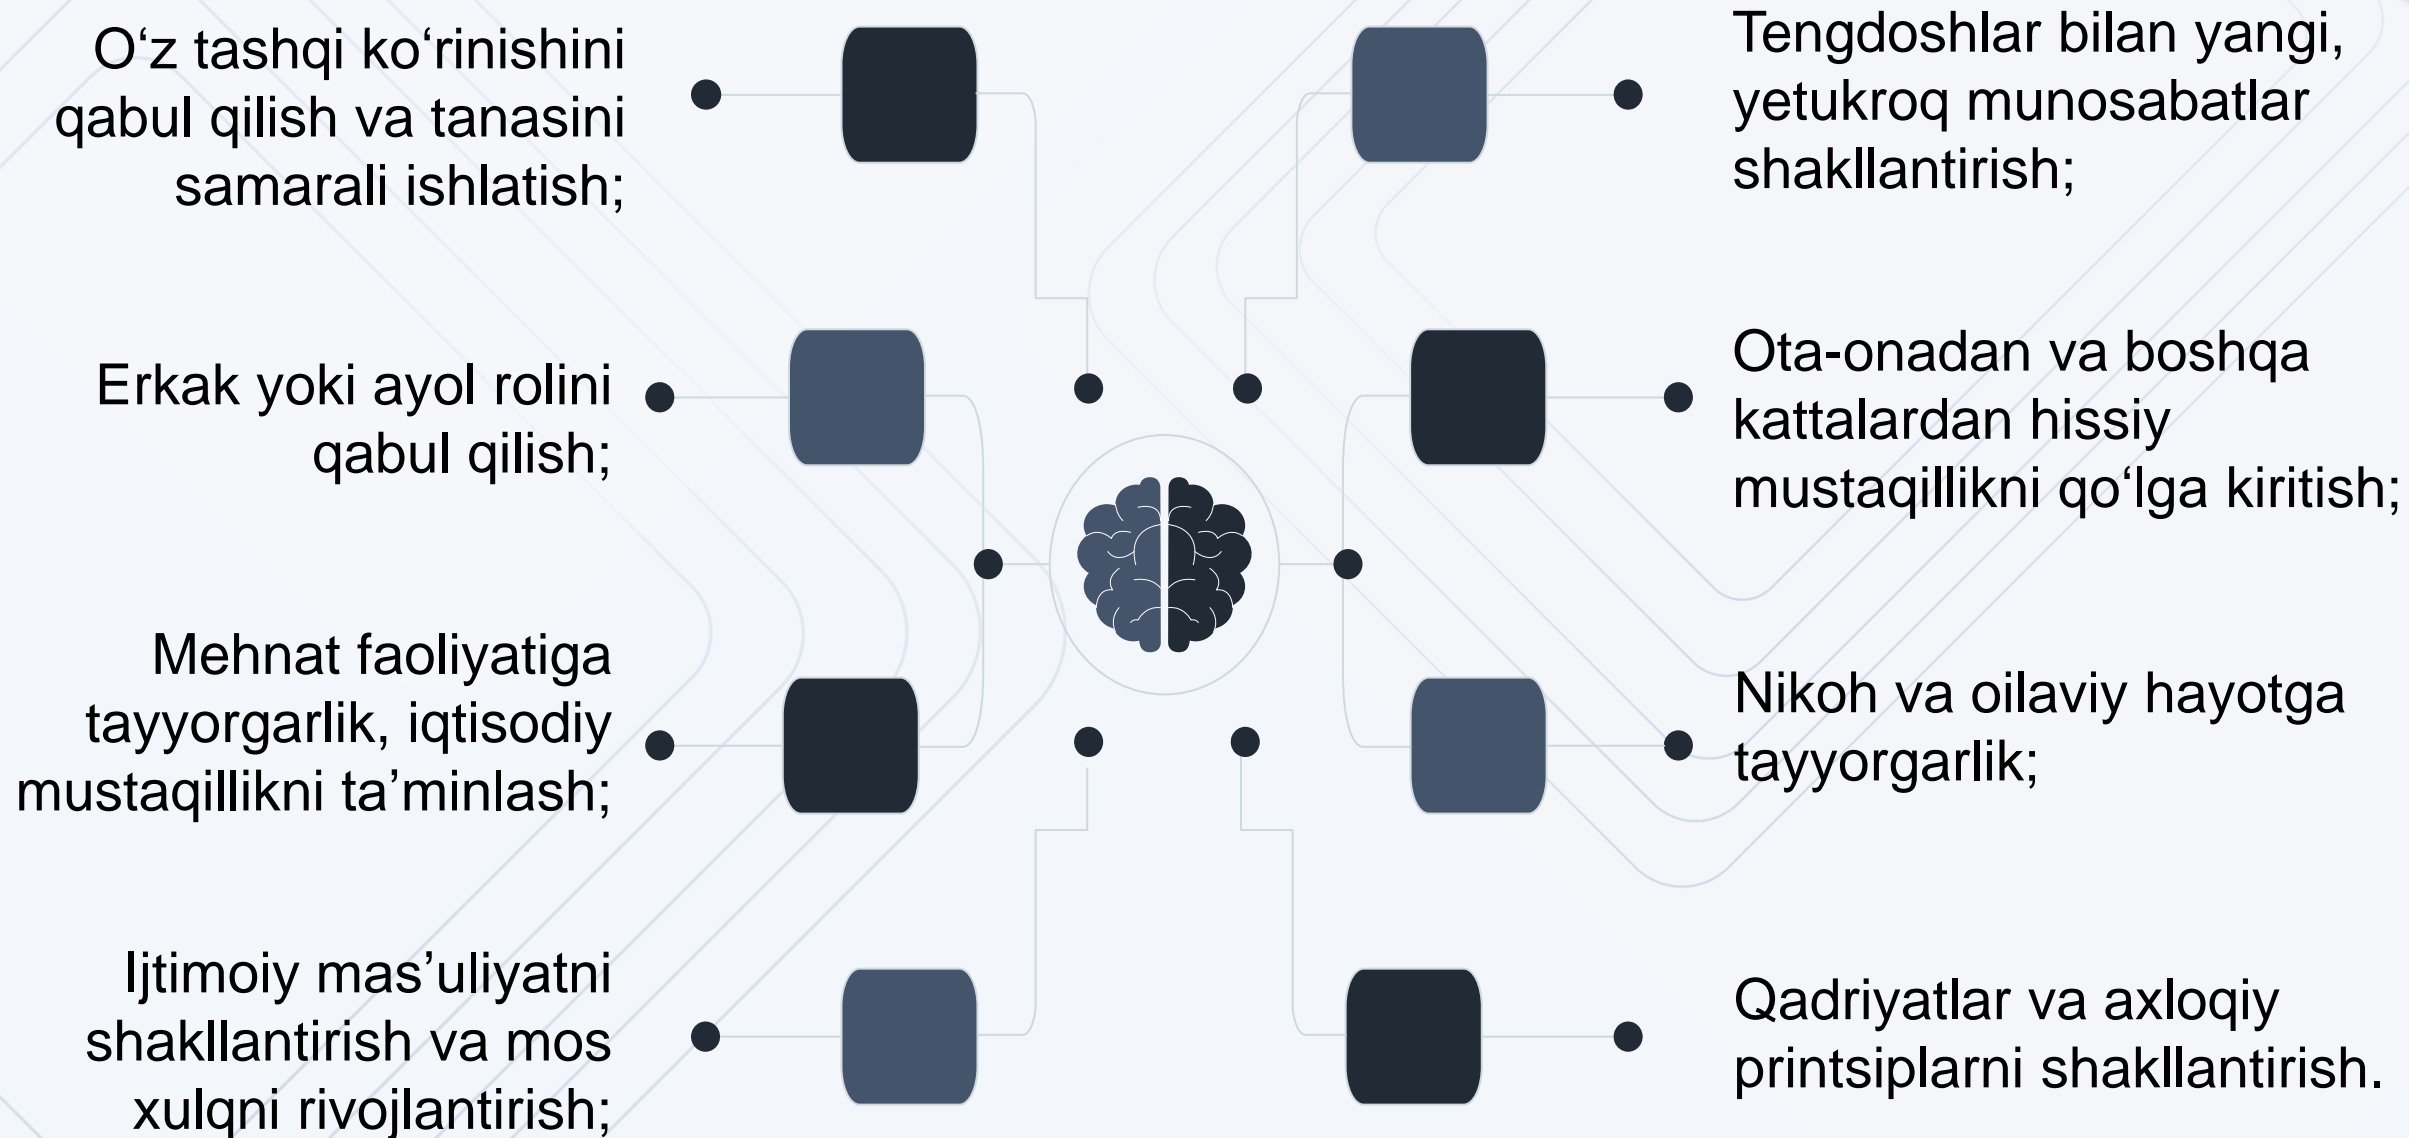 O‘z tashqi ko‘rinishini
qabul qilish va tanasini
samarali ishlatish;
Erkak yoki ayol rolini
qabul qilish;
Mehnat faoliyatiga
tayyorgarlik, iqtisodiy
mustaqillikni ta’minlash;
Ijtimoiy mas’uliyatni
shakllantirish va mos
xulqni rivojlantirish;
Tengdoshlar bilan yangi,
yetukroq munosabatlar
shakllantirish;
Ota-onadan va boshqa
kattalardan hissiy
mustaqillikni qo‘lga kiritish;
Nikoh va oilaviy hayotga
tayyorgarlik;
Qadriyatlar va axloqiy
printsiplarni shakllantirish.